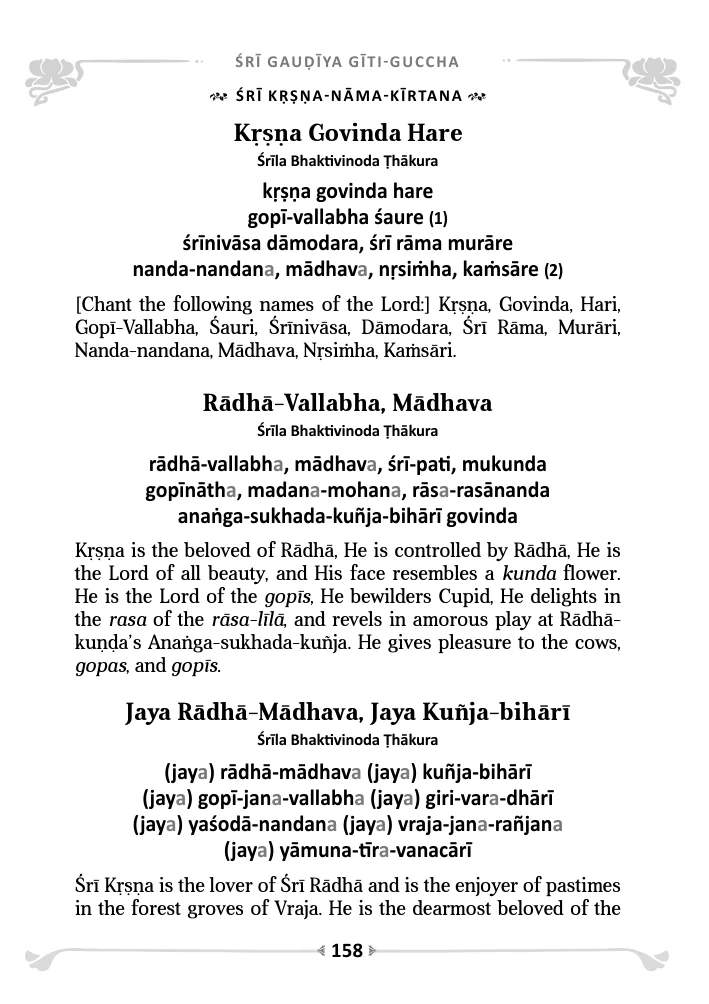 ŚRĪ GAUḌĪYA GĪTI-GUCCHA
ŚRĪ KṚṢṆA-NĀMA-KĪRTANA
Kṛṣṇa Govinda Hare
Śrīla Bhaktivinoda Ṭhākura
kṛṣṇa govinda hare
gopī-vallabha śaure (1)
śrīnivāsa dāmodara, śrī rāma murāre
nanda-nandana, mādhava, nṛsiṁha, kaṁsāre (2)
[Chant the following names of the Lord:] Kṛṣṇa, Govinda, Hari,
Gopī-Vallabha, Śauri, Śrīnivāsa, Dāmodara, Śrī Rāma, Murāri,
Nanda-nandana, Mādhava, Nṛsiṁha, Kaṁsāri.
Rādhā-Vallabha, Mādhava
Śrīla Bhaktivinoda Ṭhākura
rādhā-vallabha, mādhava, śrī-pati, mukunda
gopīnātha, madana-mohana, rāsa-rasānanda
anaṅga-sukhada-kuñja-bihārī govinda
Kṛṣṇa is the beloved of Rādhā, He is controlled by Rādhā, He is
the Lord of all beauty, and His face resembles a kunda flower.
He is the Lord of the gopīs, He bewilders Cupid, He delights in
the rasa of the rāsa-līlā, and revels in amorous play at Rādhā-
kuṇḍa's Anaṅga-sukhada-kuñja. He gives pleasure to the cows,
gopas, and gopīs.
Jaya Rādhā-Mādhava, Jaya Kuñja-bihārī
Śrīla Bhaktivinoda Ṭhākura
(jaya) rādhā-mādhava (jaya) kuñja-bihārī
(jaya) gopī-jana-vallabha (jaya) giri-vara-dhārī
(jaya) yaśodā-nandana (jaya) vraja-jana-rañjana
(jaya) yāmuna-tīra-vanacārī
Śrī Kṛṣṇa is the lover of Śrī Rādhā and is the enjoyer of pastimes
in the forest groves of Vraja. He is the dearmost beloved of the
158